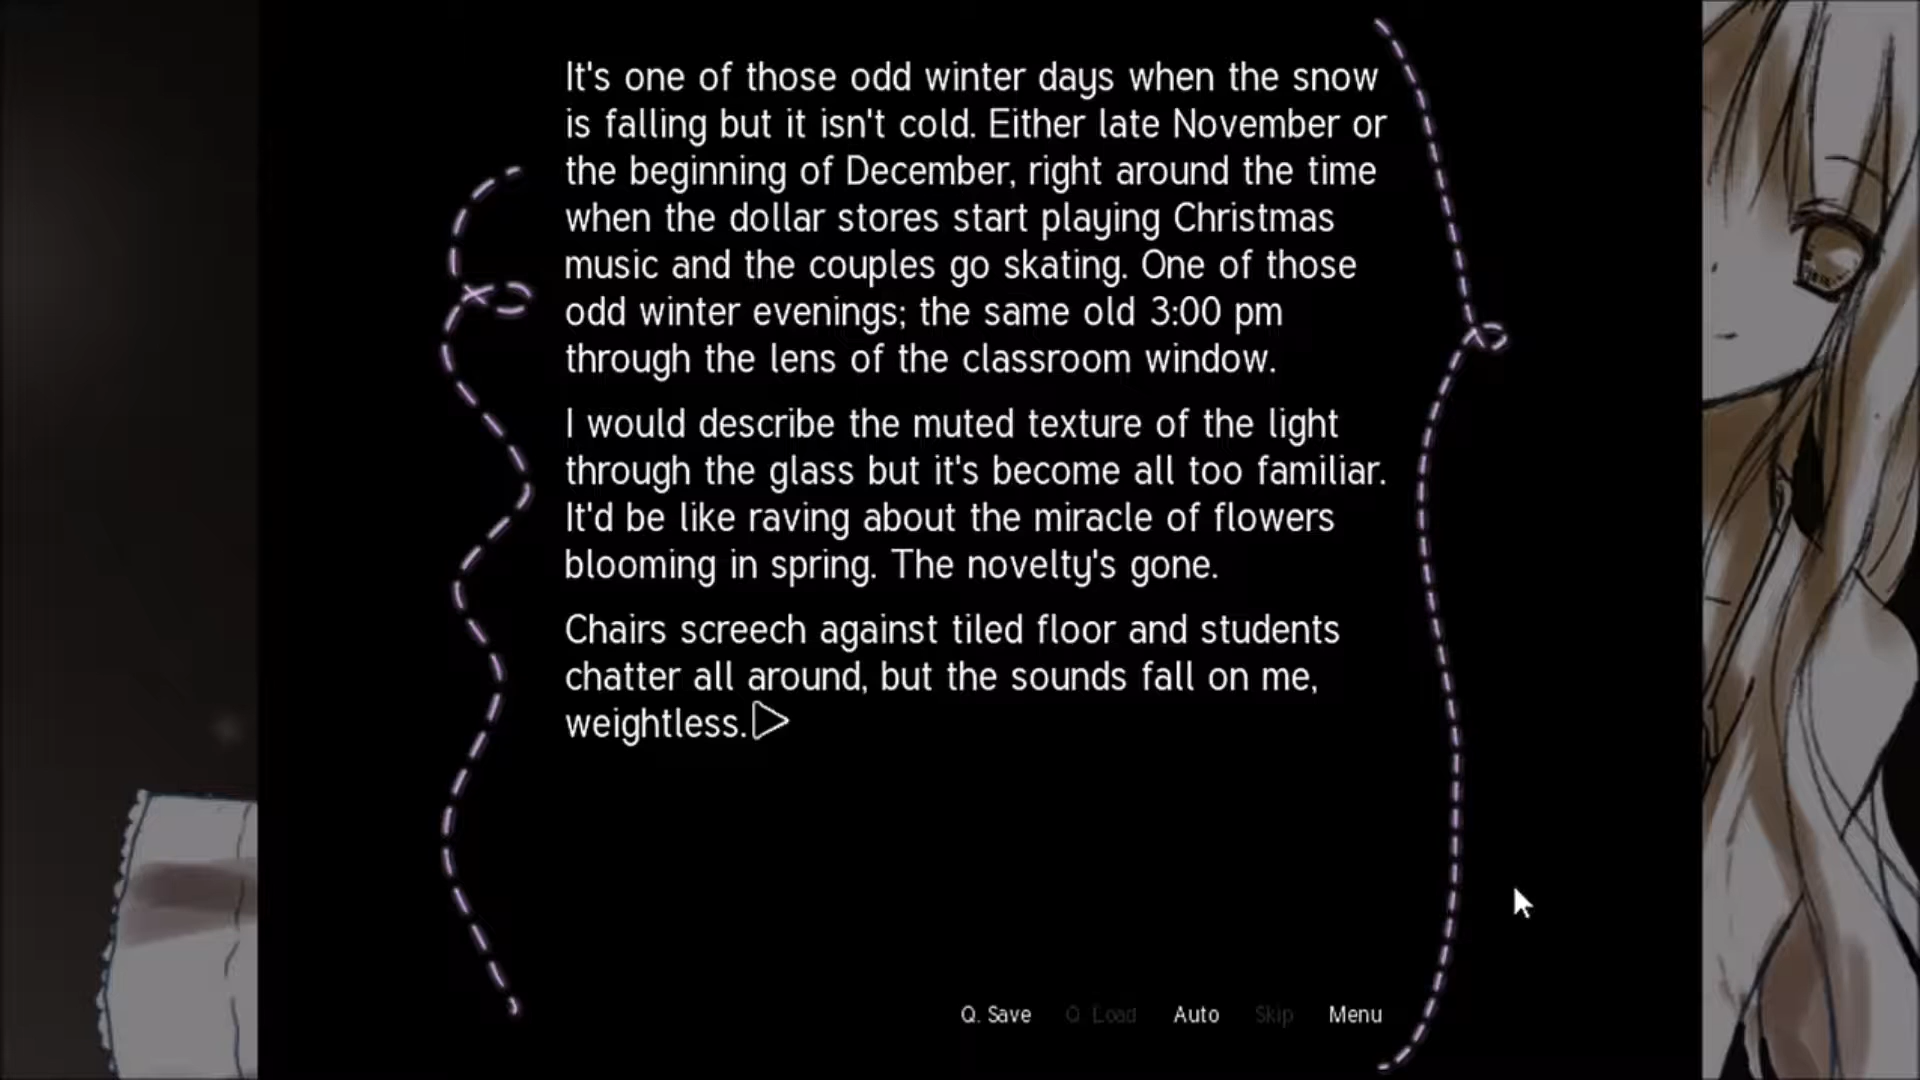 It's one of those odd winter days when the snow
is falling but it isn't cold. Either late November or
the beginning of December, right around the time
when the dollar stores start playing Christmas
music and the couples go skating. One of those
odd winter evenings; the same old 3:00 pm
through the lens of the classroom window.
I would describe the muted texture of the light
through the glass but it's become all too familiar.
It'd be like raving about the miracle of flowers
blooming in spring. The novelty's gone.
Chairs screech against tiled floor and students
chatter all around, but the sounds fall on me,
weightless.
Q. Save Q. Load Auto Skip Menu